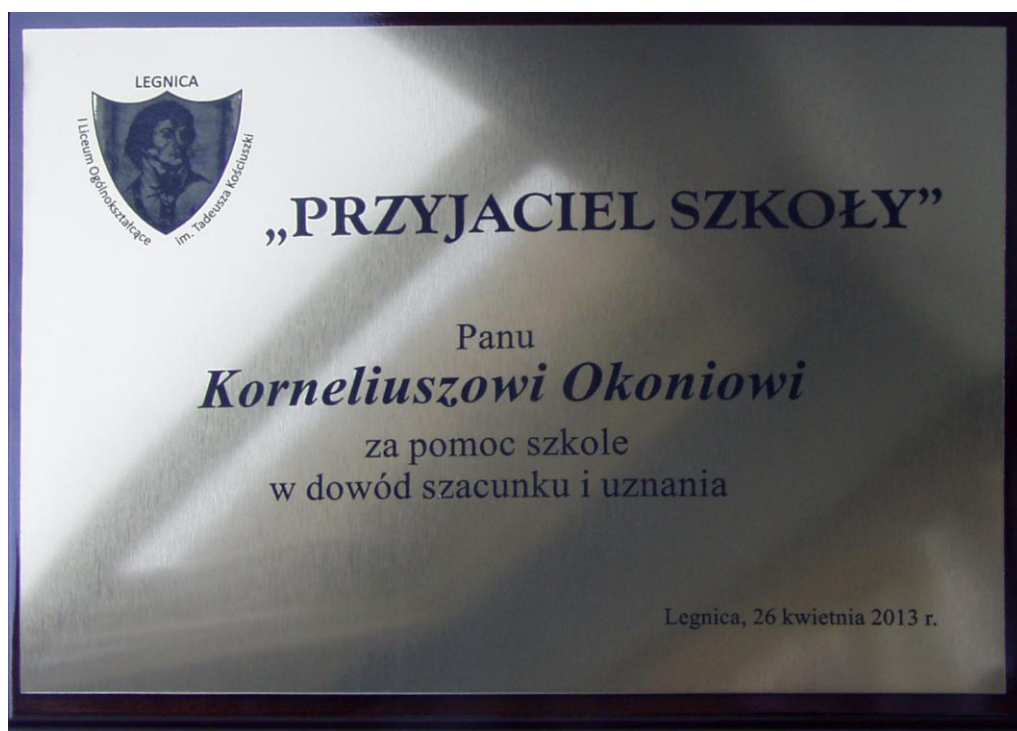 LEGNICA
I Liceum Ogólnokształcące
im. Tadeusza Kościuszki
„PRZYJACIEL SZKOŁY”
Panu
Korneliuszowi Okoniowi
za pomoc szkole
w dowód szacunku i uznania
Legnica, 26 kwietnia 2013 r.